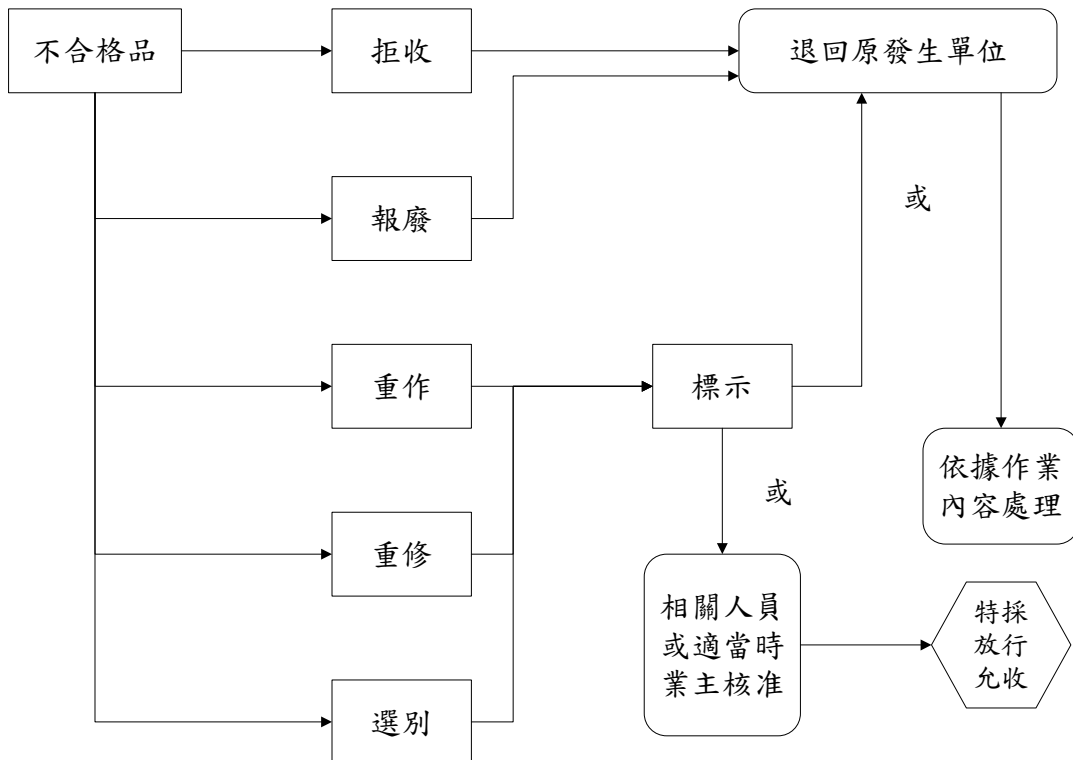 不合格品
拒收
退回原發生單位
報廢
或
重作
標示
依據作業
內容處理
或
重修
相關人員
或適當時
業主核准
特採
放行
允收
選別